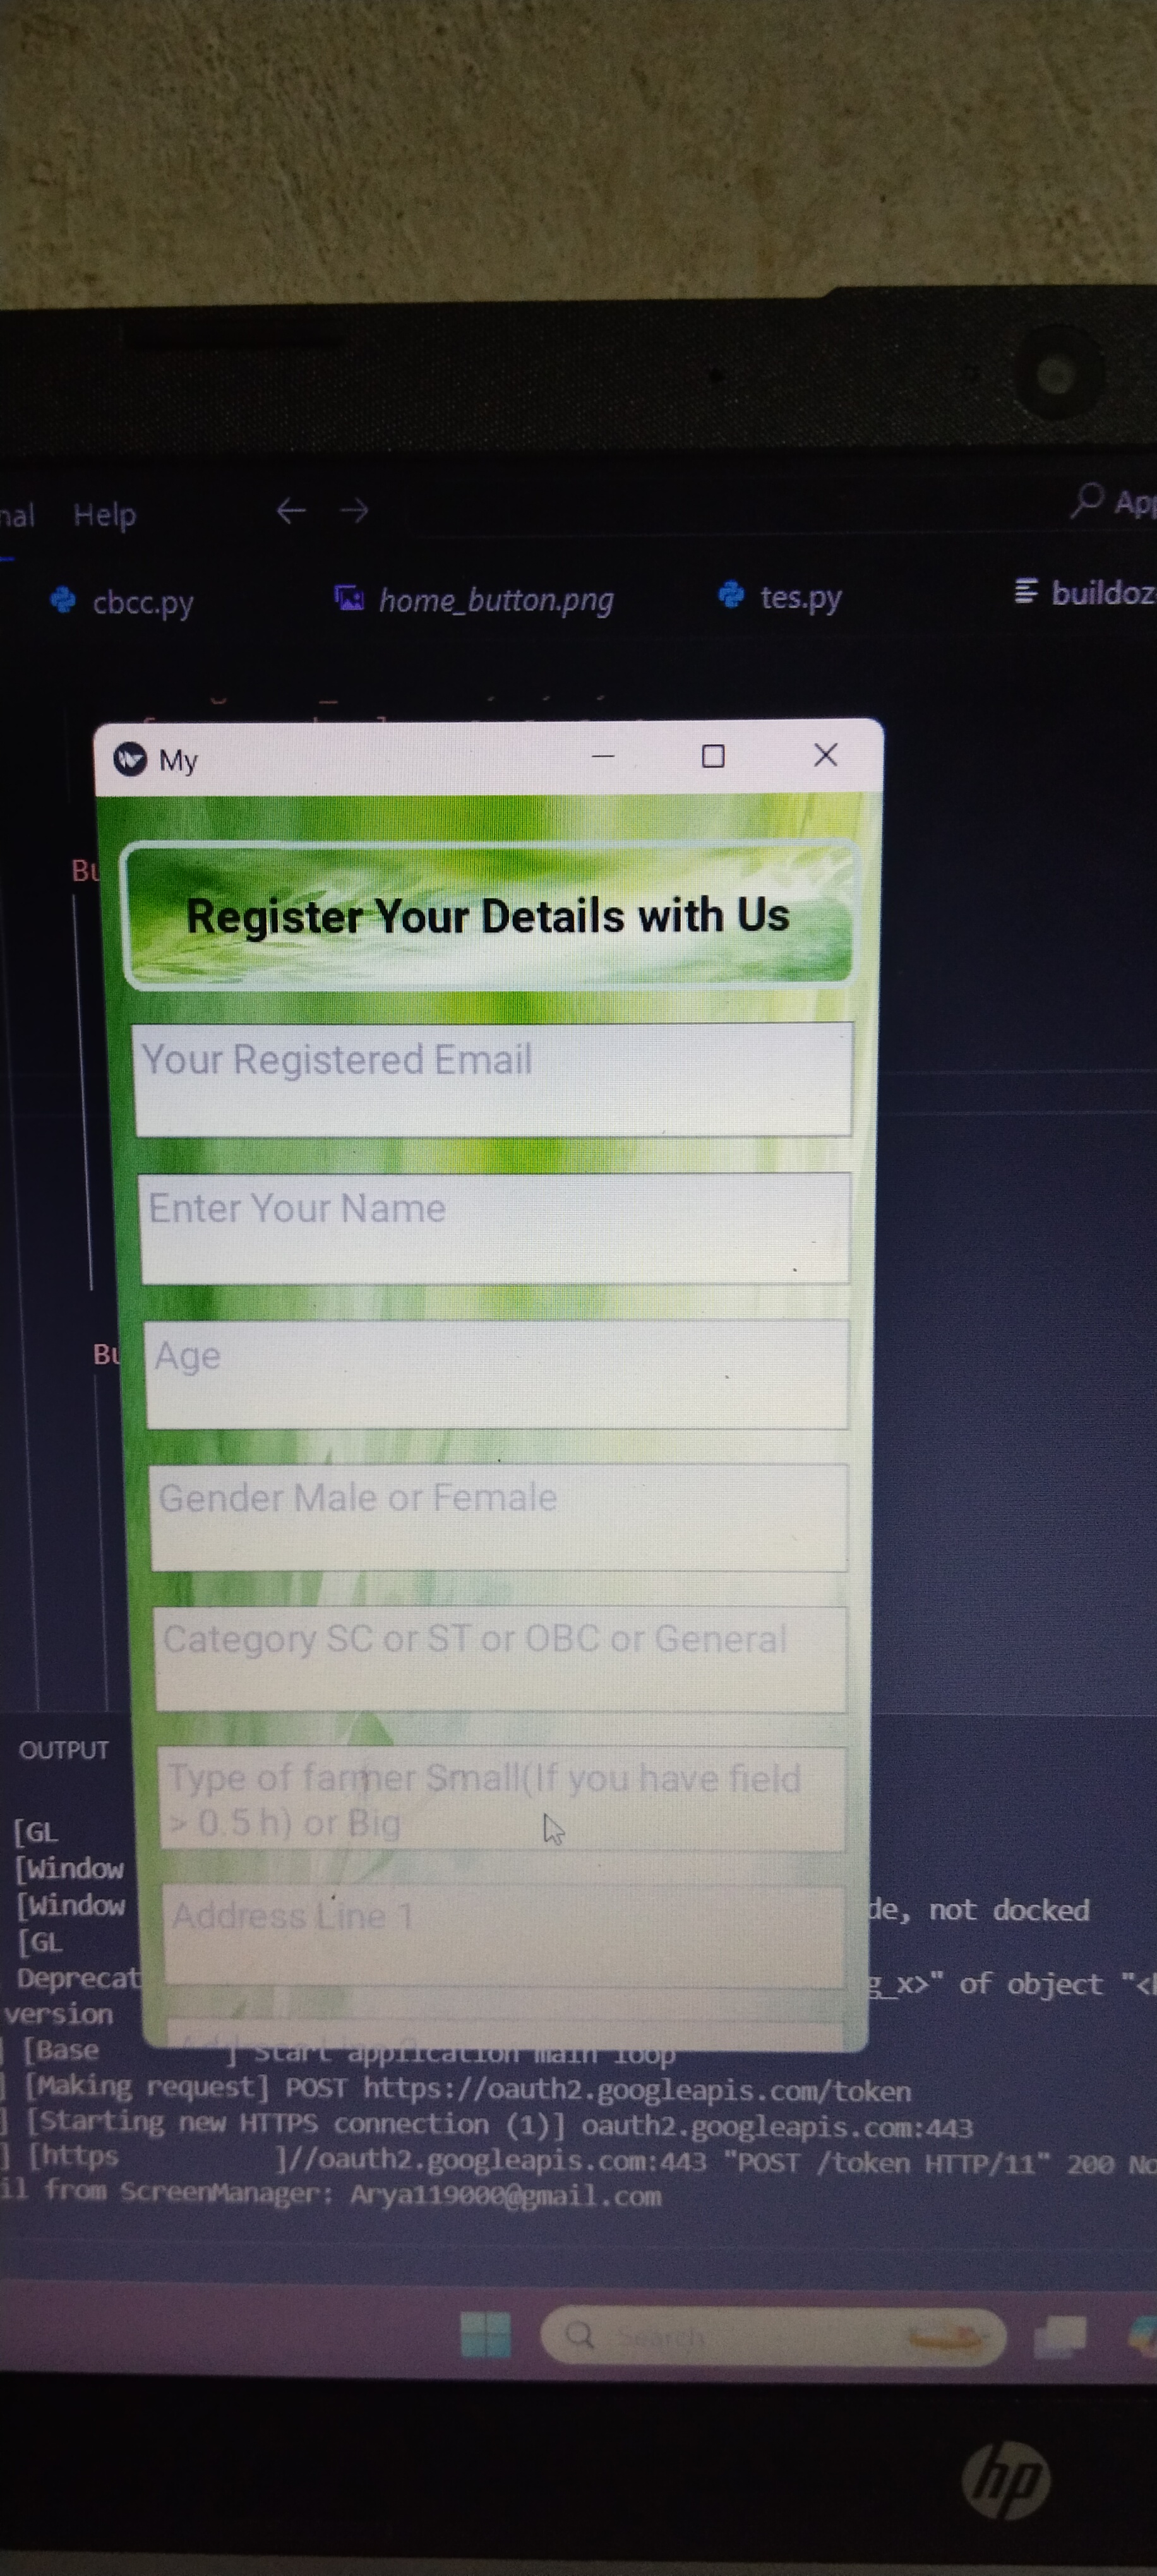 nal Help
App
cbcc.py home_button.png tes.py buildoz
My
Bu
Register Your Details with Us
Your Registered Email
Enter Your Name
Age
Bu
Gender Male or Female
Category SC or ST or OBC or General
Type of farmer Small(If you have field
> 0.5 h) or Big
Address Line 1
OUTPUT
[GL
[Window
[Window de, not docked
[GL
Deprecat g_x>" of object "<
version
] [Base ] Start application main loop
] [Making request] POST https://oauth2.googleapis.com/token
] [Starting new HTTPS connection (1)] oauth2.googleapis.com:443
] [https ]//oauth2.googleapis.com:443 "POST /token HTTP/11" 200 No
il from ScreenManager: Arya119000@gmail.com
Search
hp